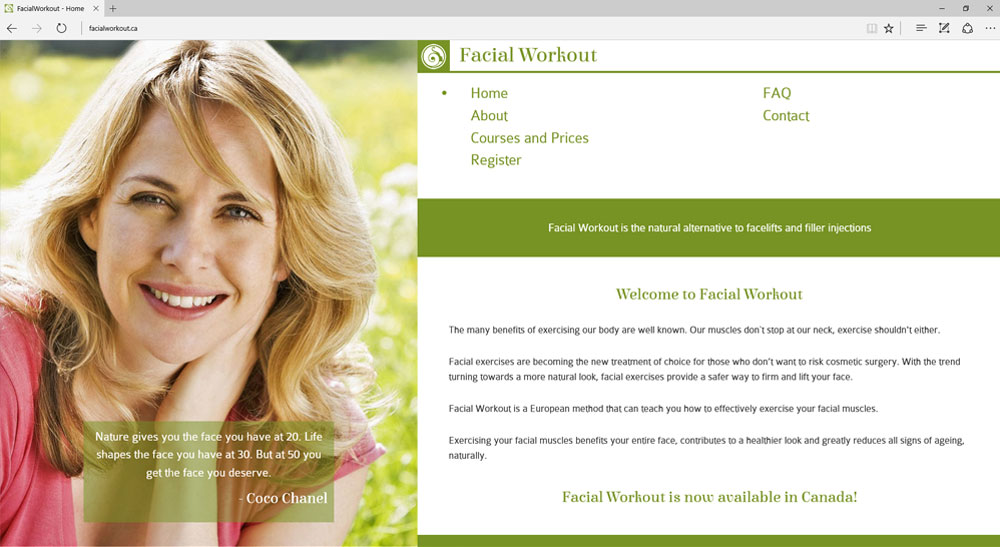 FacialWorkout - Home
facialworkout.ca
Facial Workout
• Home
About
Courses and Prices
Register
FAQ
Contact
Facial Workout is the natural alternative to facelifts and filler injections
Welcome to Facial Workout
The many benefits of exercising our body are well known. Our muscles don`t stop at our neck, exercise shouldn't either.
Facial exercises are becoming the new treatment of choice for those who don't want to risk cosmetic surgery. With the trend
turning towards a more natural look, facial exercises provide a safer way to firm and lift your face.
Facial Workout is a European method that can teach you how to effectively exercise your facial muscles.
Exercising your facial muscles benefits your entire face, contributes to a healthier look and greatly reduces all signs of ageing,
naturally.
Facial Workout is now available in Canada!
Nature gives you the face you have at 20. Life
shapes the face you have at 30. But at 50 you
get the face you deserve.
- Coco Chanel